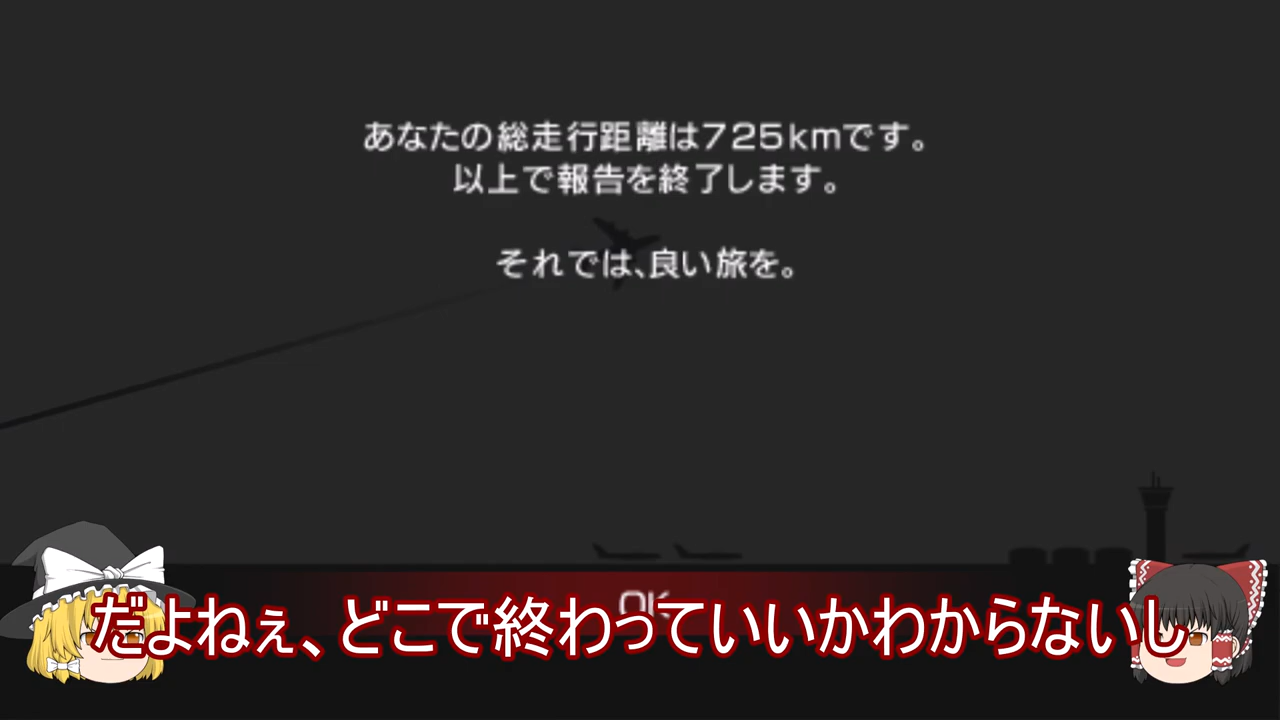 あなたの総走行距離は725kmです。
以上で報告を終了します。
それでは、良い旅を。
OK
だよねぇ、どこで終わっていいかわからないし